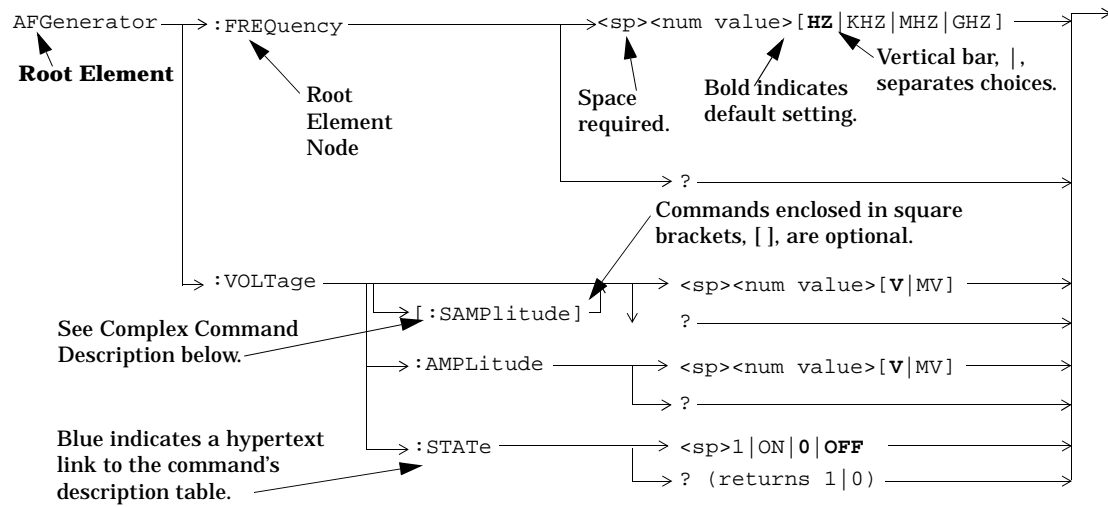 AFGenerator
:FREQuency
<sp><num value>[HZ|KHZ|MHZ|GHZ]
Root Element
Root
Element
Node
Space
required.
Bold indicates
default setting.
Vertical bar, |,
separates choices.
?
Commands enclosed in square
brackets, [ ], are optional.
:VOLTage
<sp><num value>[V|MV]
[:SAMPlitude]
?
See Complex Command
Description below.
:AMPLitude
<sp><num value>[V|MV]
?
Blue indicates a hypertext
link to the command's
description table.
:STATe
<sp>1|ON|0|OFF
? (returns 1|0)